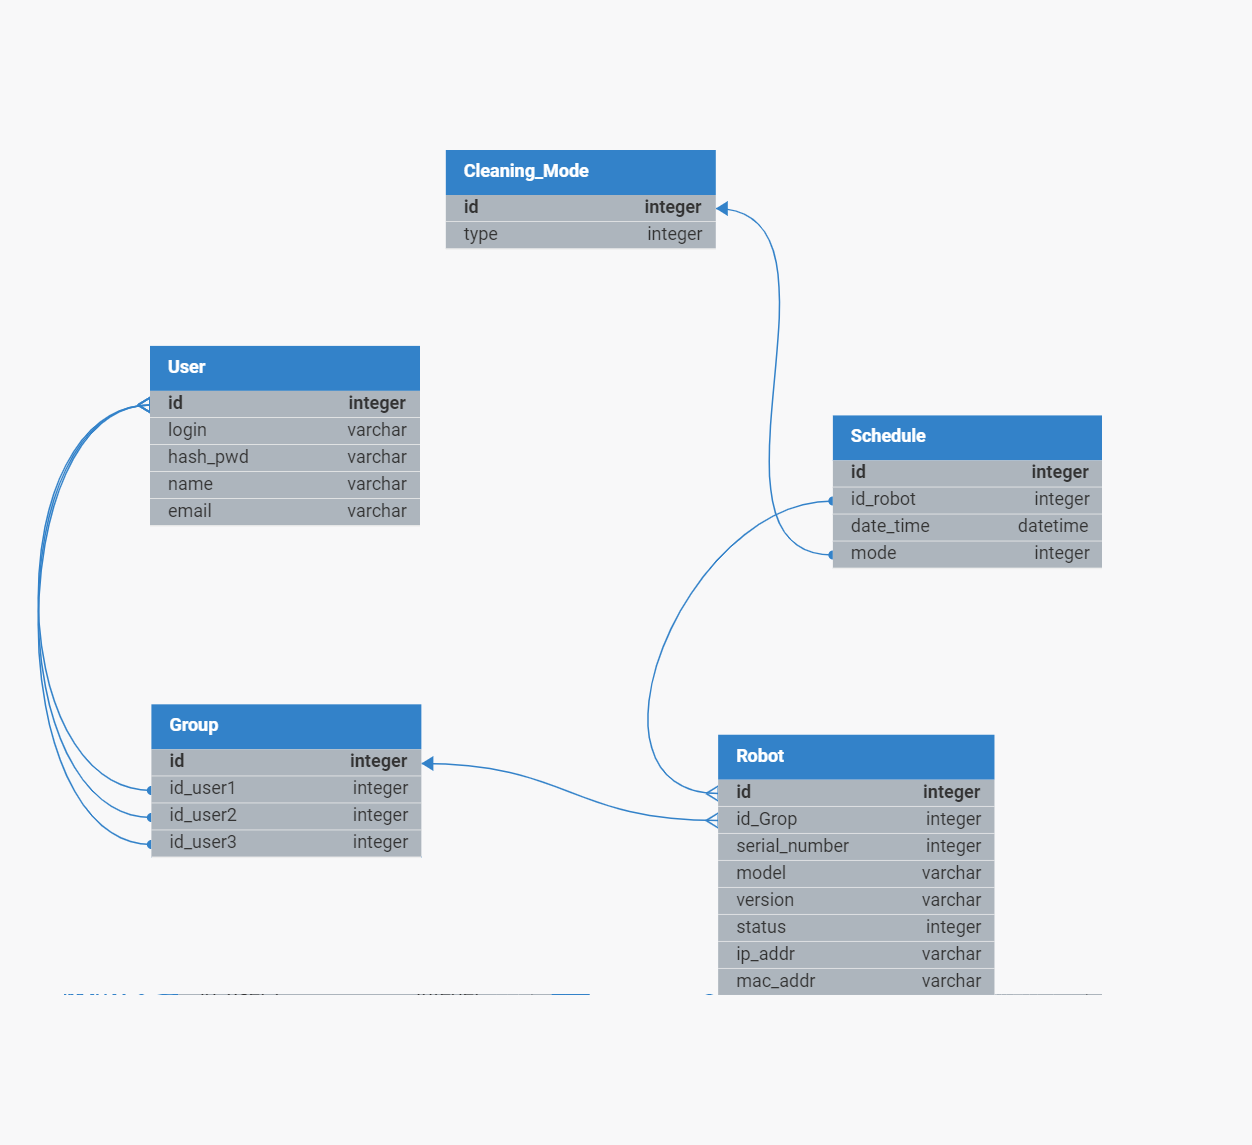 Cleaning_Mode
id integer
type integer
User
id integer
login varchar
hash_pwd varchar
name varchar
email varchar
Schedule
id integer
id_robot integer
date_time datetime
mode integer
Group
id integer
id_user1 integer
id_user2 integer
id_user3 integer
Robot
id integer
id_Grop integer
serial_number integer
model varchar
version varchar
status integer
ip_addr varchar
mac_addr varchar